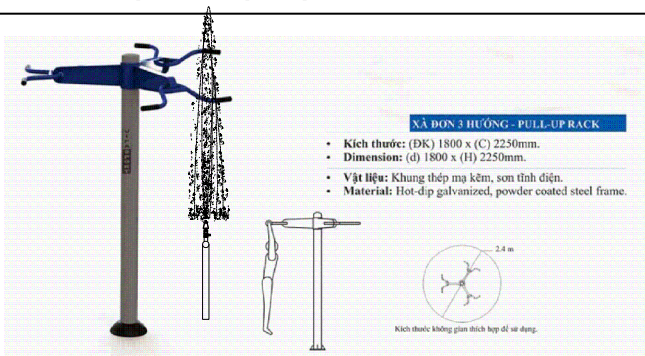 XÀ ĐƠN 3 HƯỚNG - PULL-UP RACK
• Kích thước: (ĐK) 1800 x (C) 2250mm.
• Dimension: (d) 1800 x (H) 2250mm.
• Vật liệu: Khung thép mạ kẽm, sơn tĩnh điện.
• Material: Hot-dip galvanized, powder coated steel frame.
2.4 m
Kích thước không gian thích hợp để sử dụng.